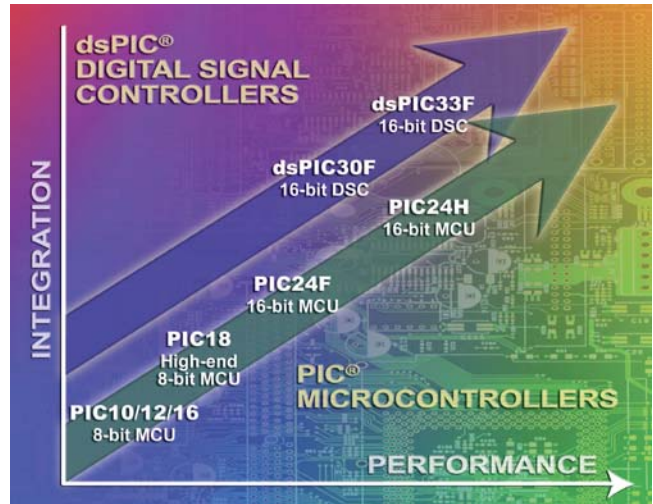 dsPIC®
DIGITAL SIGNAL
CONTROLLERS
dsPIC33F
16-bit DSC
dsPIC30F
16-bit DSC
PIC24H
16-bit MCU
PIC24F
16-bit MCU
PIC18
High-end
8-bit MCU
PIC10/12/16
8-bit MCU
PIC®
MICROCONTROLLERS
INTEGRATION
PERFORMANCE